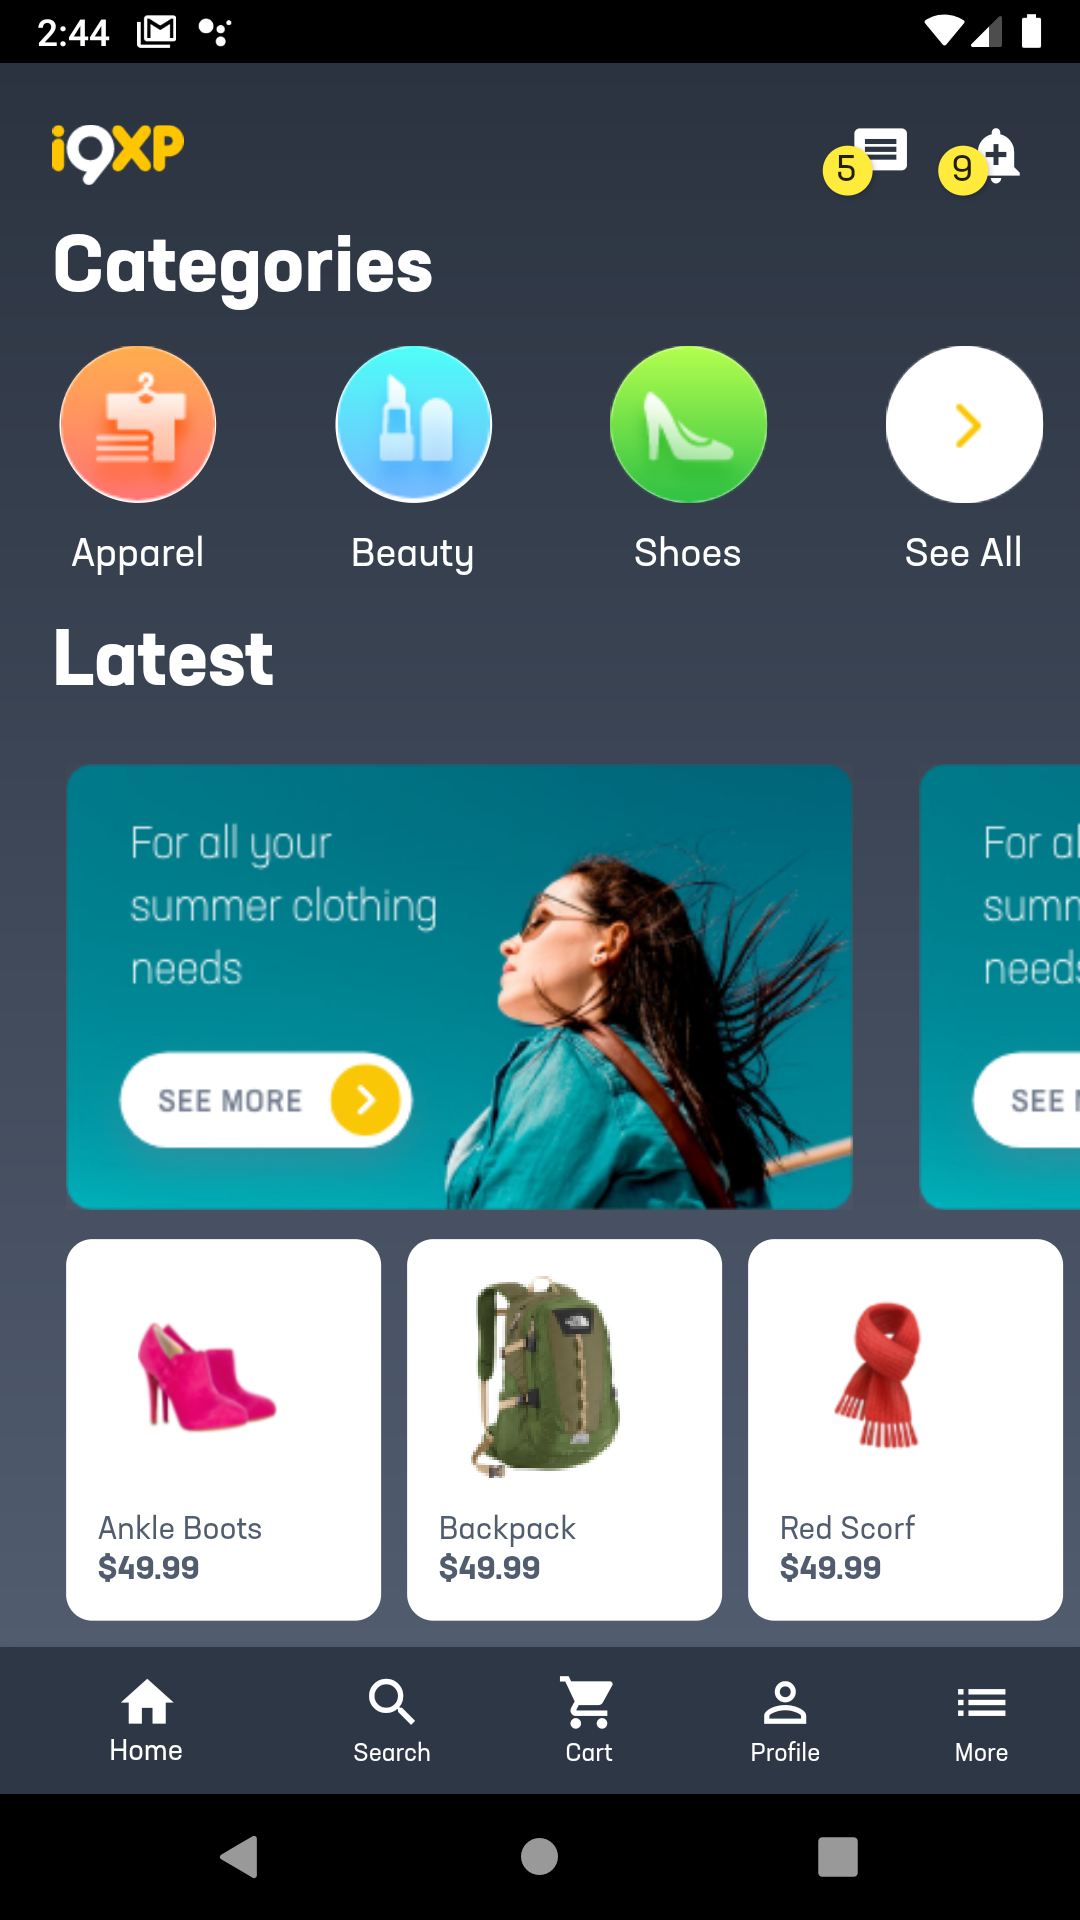 2:44
i9XP
5
9
Categories
Apparel
Beauty
Shoes
See All
Latest
For all your
summer clothing
needs
SEE MORE
For al
summ
needs
SEE
Ankle Boots
$49.99
Backpack
$49.99
Red Scorf
$49.99
Home
Search
Cart
Profile
More